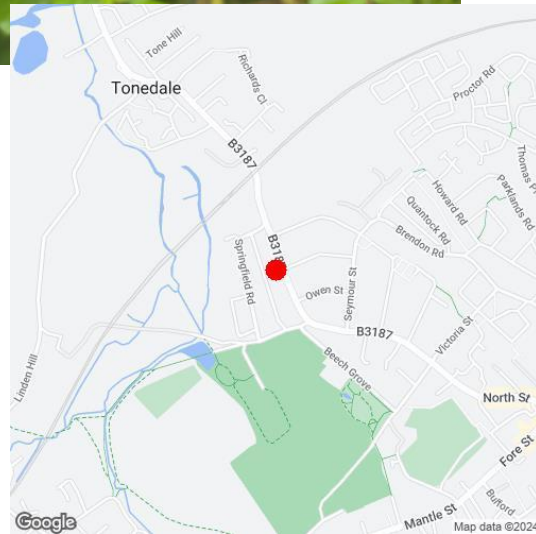 Tone Hill
Richards Cl
Tonedale
Proctor Rd
B3187
Thomas
Parklands Rd
Howard Rd
Quantock Rd
Brendon Rd
Springfield Rd
Owen St
Seymour St
B3187
Victoria St
Linden Hill
Beech Grove
North St
Fore St
Bulford
Mantle St
Google
Map data ©2024